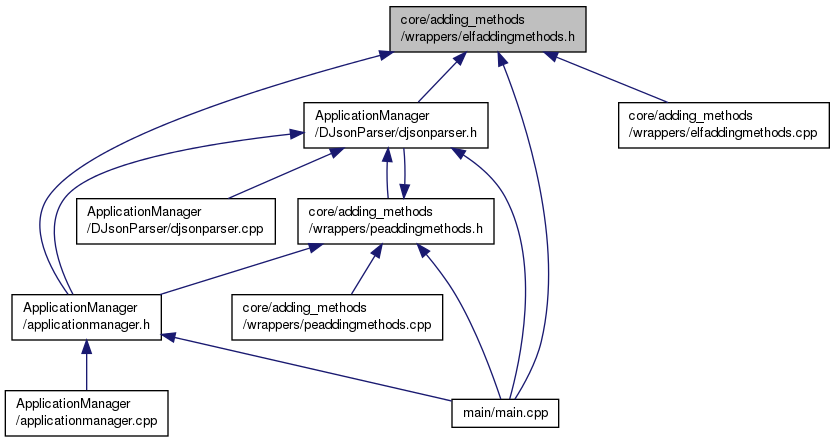 core/adding_methods
/wrappers/elfaddingmethods.h
ApplicationManager
/DJsonParser/djsonparser.h
core/adding_methods
/wrappers/elfaddingmethods.cpp
ApplicationManager
/DJsonParser/djsonparser.cpp
core/adding_methods
/wrappers/peaddingmethods.h
ApplicationManager
/applicationmanager.h
core/adding_methods
/wrappers/peaddingmethods.cpp
ApplicationManager
/applicationmanager.cpp
main/main.cpp